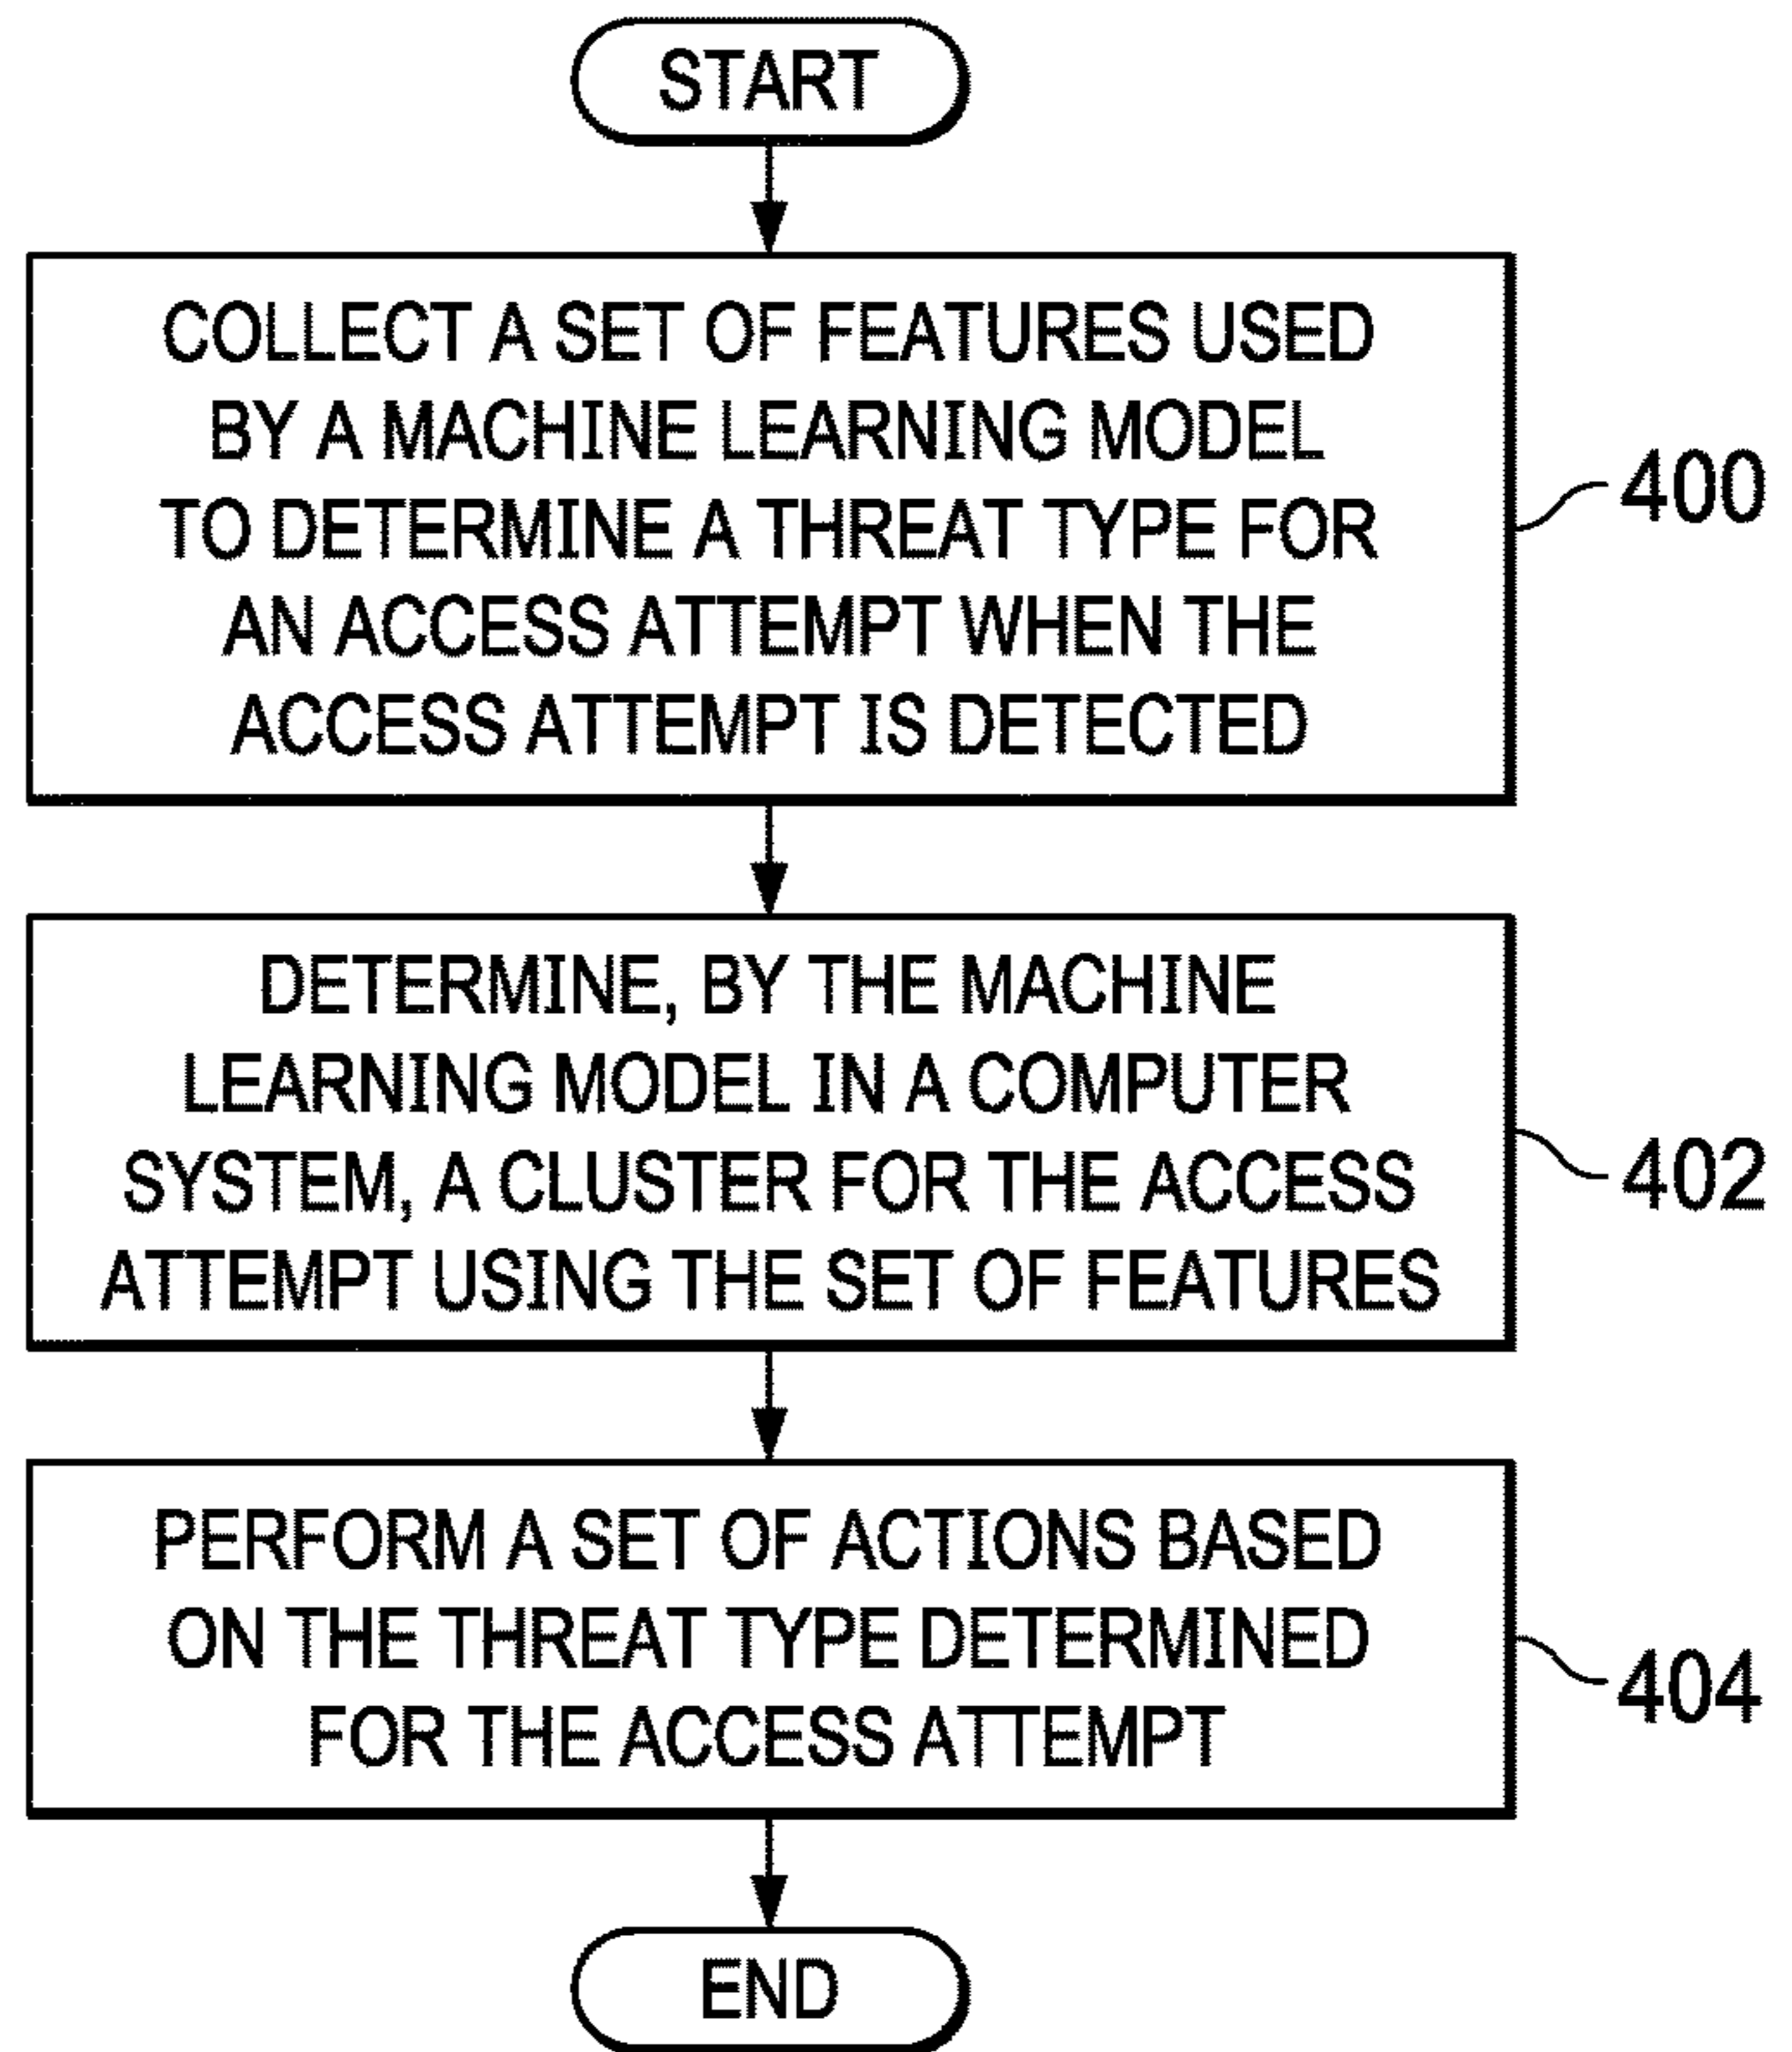 START
COLLECT A SET OF FEATURES USED
BY A MACHINE LEARNING MODEL
TO DETERMINE A THREAT TYPE FOR
AN ACCESS ATTEMPT WHEN THE
ACCESS ATTEMPT IS DETECTED
400
DETERMINE, BY THE MACHINE
LEARNING MODEL IN A COMPUTER
SYSTEM, A CLUSTER FOR THE ACCESS
ATTEMPT USING THE SET OF FEATURES
402
PERFORM A SET OF ACTIONS BASED
ON THE THREAT TYPE DETERMINED
FOR THE ACCESS ATTEMPT
404
END